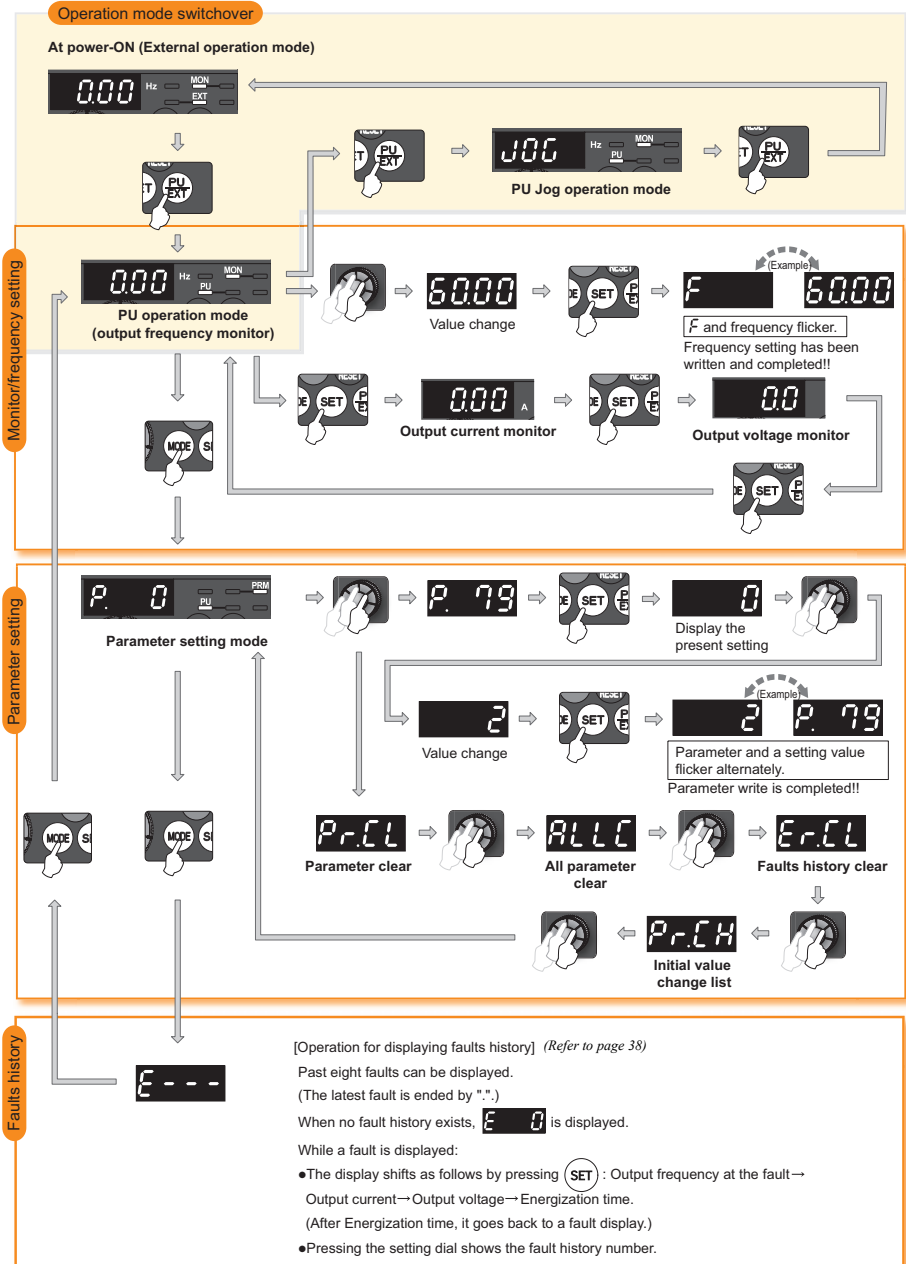 Operation mode switchover
At power-ON (External operation mode)
0.00 Hz MON EXT
PU EXT
PU EXT
JOG Hz MON PU
PU EXT
PU Jog operation mode
Monitor/frequency setting
0.00 Hz MON PU
PU operation mode
(output frequency monitor)
60.00
Value change
RESET
SET
F
(Example)
60.00
F and frequency flicker.
Frequency setting has been
written and completed!!
SET
0.00 A
Output current monitor
SET
0.0
Output voltage monitor
MODE
SET
Parameter setting
P. 0 PU PRM
Parameter setting mode
P. 79
SET
0
Display the
present setting
2
Value change
SET
2
(Example)
P. 79
Parameter and a setting value
flicker alternately.
Parameter write is completed!!
MODE
MODE
Pr.CL
Parameter clear
ALLC
All parameter
clear
Er.CL
Faults history clear
Pr.CH
Initial value
change list
Faults history
E---
[Operation for displaying faults history] (Refer to page 38)
Past eight faults can be displayed.
(The latest fault is ended by ".".)
When no fault history exists, E 0 is displayed.
While a fault is displayed:
●The display shifts as follows by pressing SET : Output frequency at the fault→
Output current→Output voltage→Energization time.
(After Energization time, it goes back to a fault display.)
●Pressing the setting dial shows the fault history number.